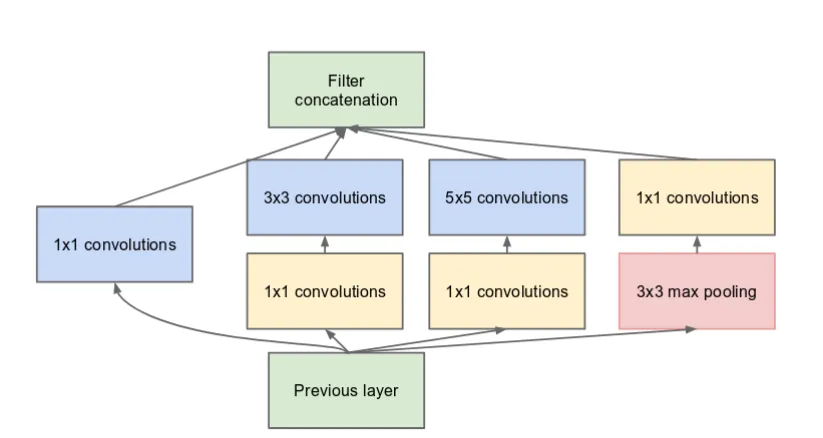 Filter
concatenation
3x3 convolutions
5x5 convolutions
1x1 convolutions
1x1 convolutions
1x1 convolutions
1x1 convolutions
3x3 max pooling
Previous layer